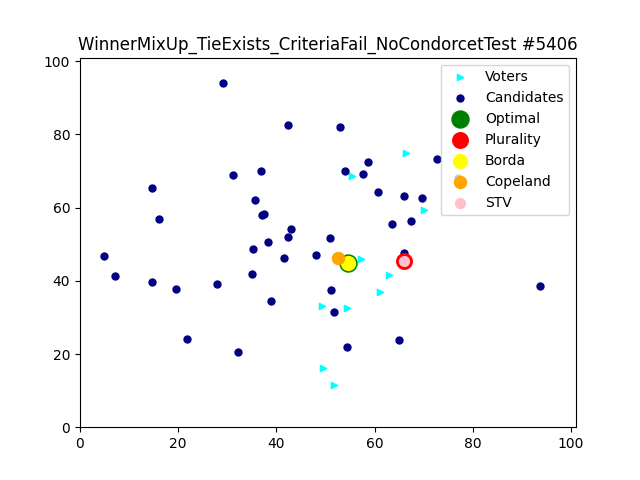 WinnerMixUp_TieExists_CriteriaFail_NoCondorcetTest #5406
100
80
60
40
20
0
0 20 40 60 80 100
Voters
Candidates
Optimal
Plurality
Borda
Copeland
STV